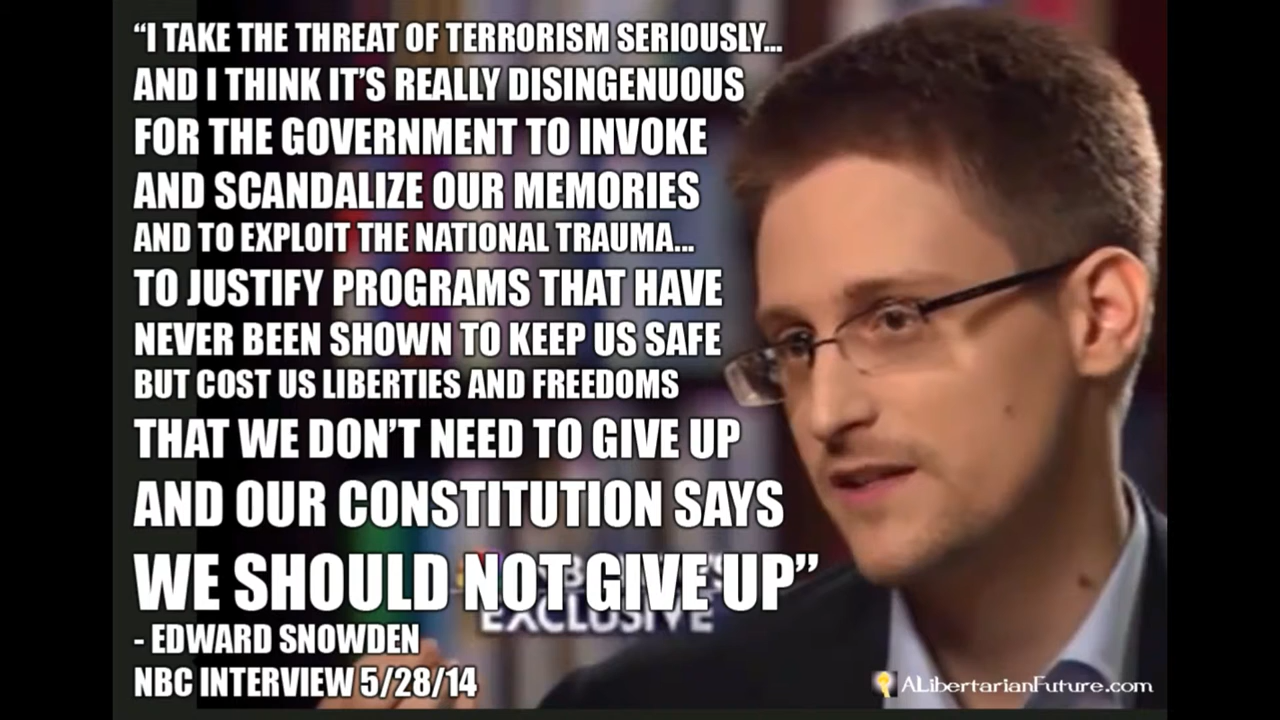 “I TAKE THE THREAT OF TERRORISM SERIOUSLY...
AND I THINK IT’S REALLY DISINGENUOUS
FOR THE GOVERNMENT TO INVOKE
AND SCANDALIZE OUR MEMORIES
AND TO EXPLOIT THE NATIONAL TRAUMA...
TO JUSTIFY PROGRAMS THAT HAVE
NEVER BEEN SHOWN TO KEEP US SAFE
BUT COST US LIBERTIES AND FREEDOMS
THAT WE DON’T NEED TO GIVE UP
AND OUR CONSTITUTION SAYS
WE SHOULD NOT GIVE UP”
EXCLUSIVE
- EDWARD SNOWDEN
NBC INTERVIEW 5/28/14
ALibertarianFuture.com